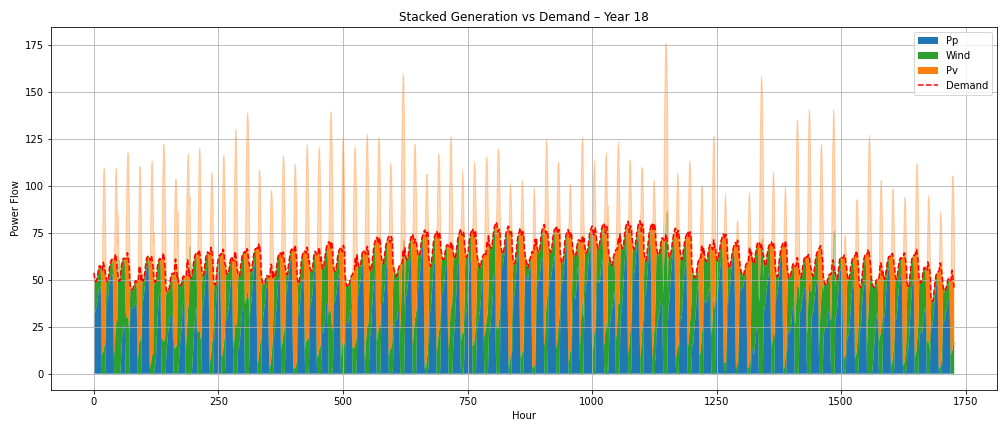 Stacked Generation vs Demand – Year 18
Power Flow
175
150
125
100
75
50
25
0
0 250 500 750 1000 1250 1500 1750
Hour
Pp
Wind
Pv
Demand